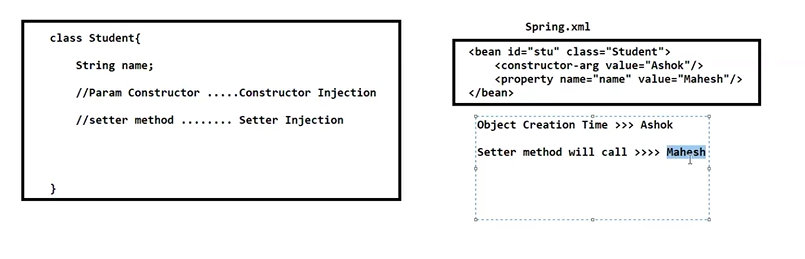 class Student{
String name;
//Param Constructor .....Constructor Injection
//setter method ........ Setter Injection
}
Spring.xml
<bean id="stu" class="Student">
<constructor-arg value="Ashok"/>
<property name="name" value="Mahesh"/>
</bean>
Object Creation Time >>> Ashok
Setter method will call >>>> Mahesh